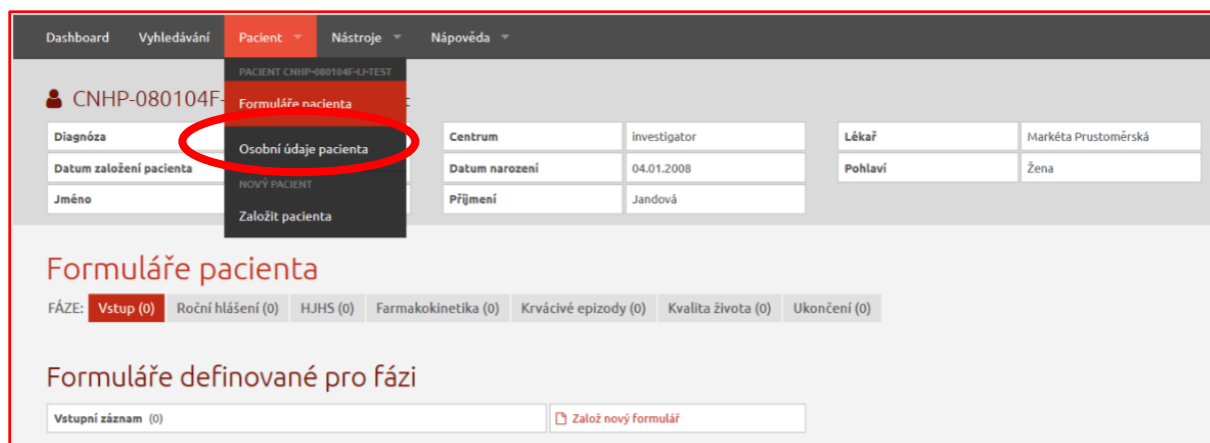 Dashboard Vyhledávání Pacient Nástroje Nápověda
PACIENT CNHP-080104F-IJ-TEST
CNHP-080104F-
Formuláře pacienta
Diagnóza Centrum investigator Lékař Markéta Prustoměrská
Osobní údaje pacienta
Datum založení pacienta Datum narození 04.01.2008 Pohlaví Žena
NOVÝ PACIENT
Jméno Příjmení Jandová
Založit pacienta
Formuláře pacienta
FÁZE: Vstup (0) Roční hlášení (0) HJHS (0) Farmakokinetika (0) Krvácivé epizody (0) Kvalita života (0) Ukončení (0)
Formuláře definované pro fázi
Vstupní záznam (0) Založ nový formulář